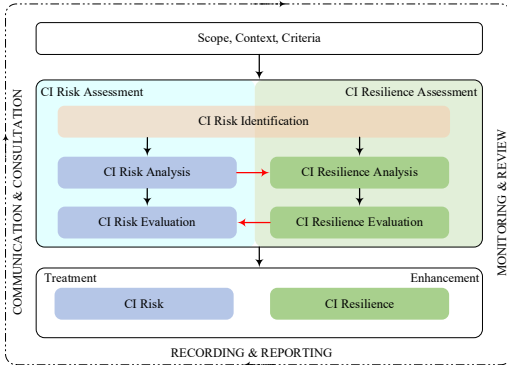 Scope, Context, Criteria
CI Risk Assessment
CI Resilience Assessment
CI Risk Identification
CI Risk Analysis
CI Resilience Analysis
CI Risk Evaluation
CI Resilience Evaluation
Treatment
Enhancement
CI Risk
CI Resilience
COMMUNICATION & CONSULTATION
MONITORING & REVIEW
RECORDING & REPORTING